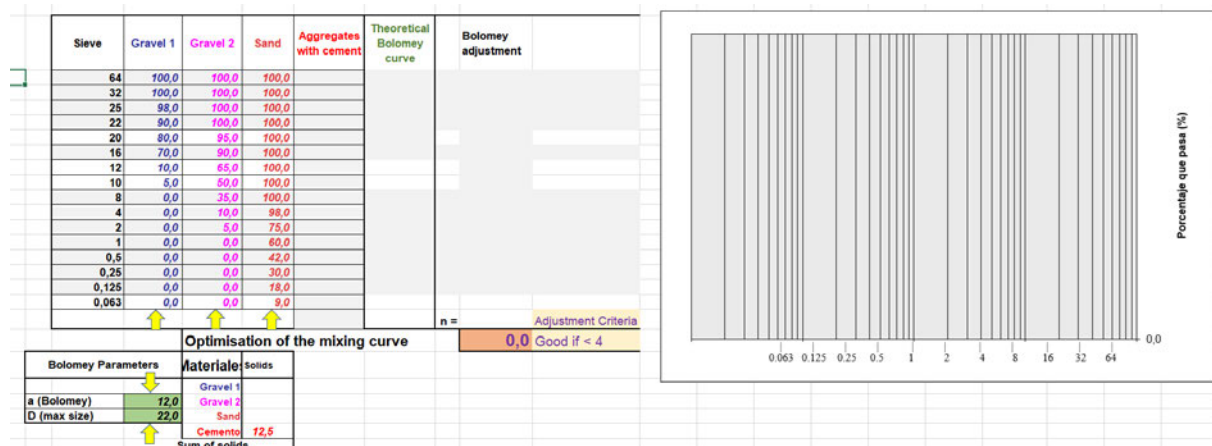 Sieve Gravel 1 Gravel 2 Sand Aggregates with cement Theoretical Bolomey curve Bolomey adjustment
64 100,0 100,0 100,0
32 100,0 100,0 100,0
25 98,0 100,0 100,0
22 90,0 100,0 100,0
20 80,0 95,0 100,0
16 70,0 90,0 100,0
12 10,0 65,0 100,0
10 5,0 50,0 100,0
8 0,0 35,0 100,0
4 0,0 10,0 98,0
2 0,0 5,0 75,0
1 0,0 0,0 60,0
0,5 0,0 0,0 42,0
0,25 0,0 0,0 30,0
0,125 0,0 0,0 18,0
0,063 0,0 0,0 9,0
n = Adjustment Criteria
Optimisation of the mixing curve 0,0 Good if < 4
Bolomey Parameters Materiales Solids
Gravel 1
a (Bolomey) 12,0 Gravel 2
D (max size) 22,0 Sand
Cemento 12,5
Sum of solids
Porcentaje que pasa (%)
0,0
0.063 0.125 0.25 0.5 1 2 4 8 16 32 64